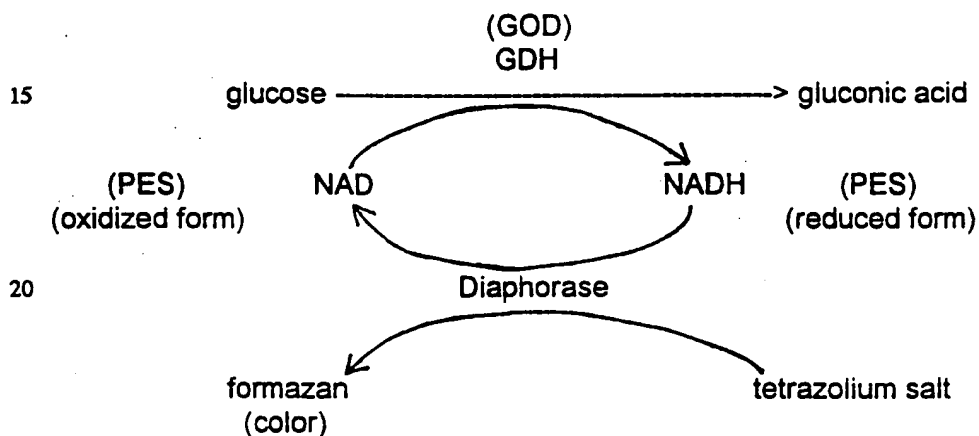 (GOD)
GDH
15 glucose gluconic acid
(PES) NAD NADH (PES)
(oxidized form) (reduced form)
20 Diaphorase
formazan tetrazolium salt
(color)